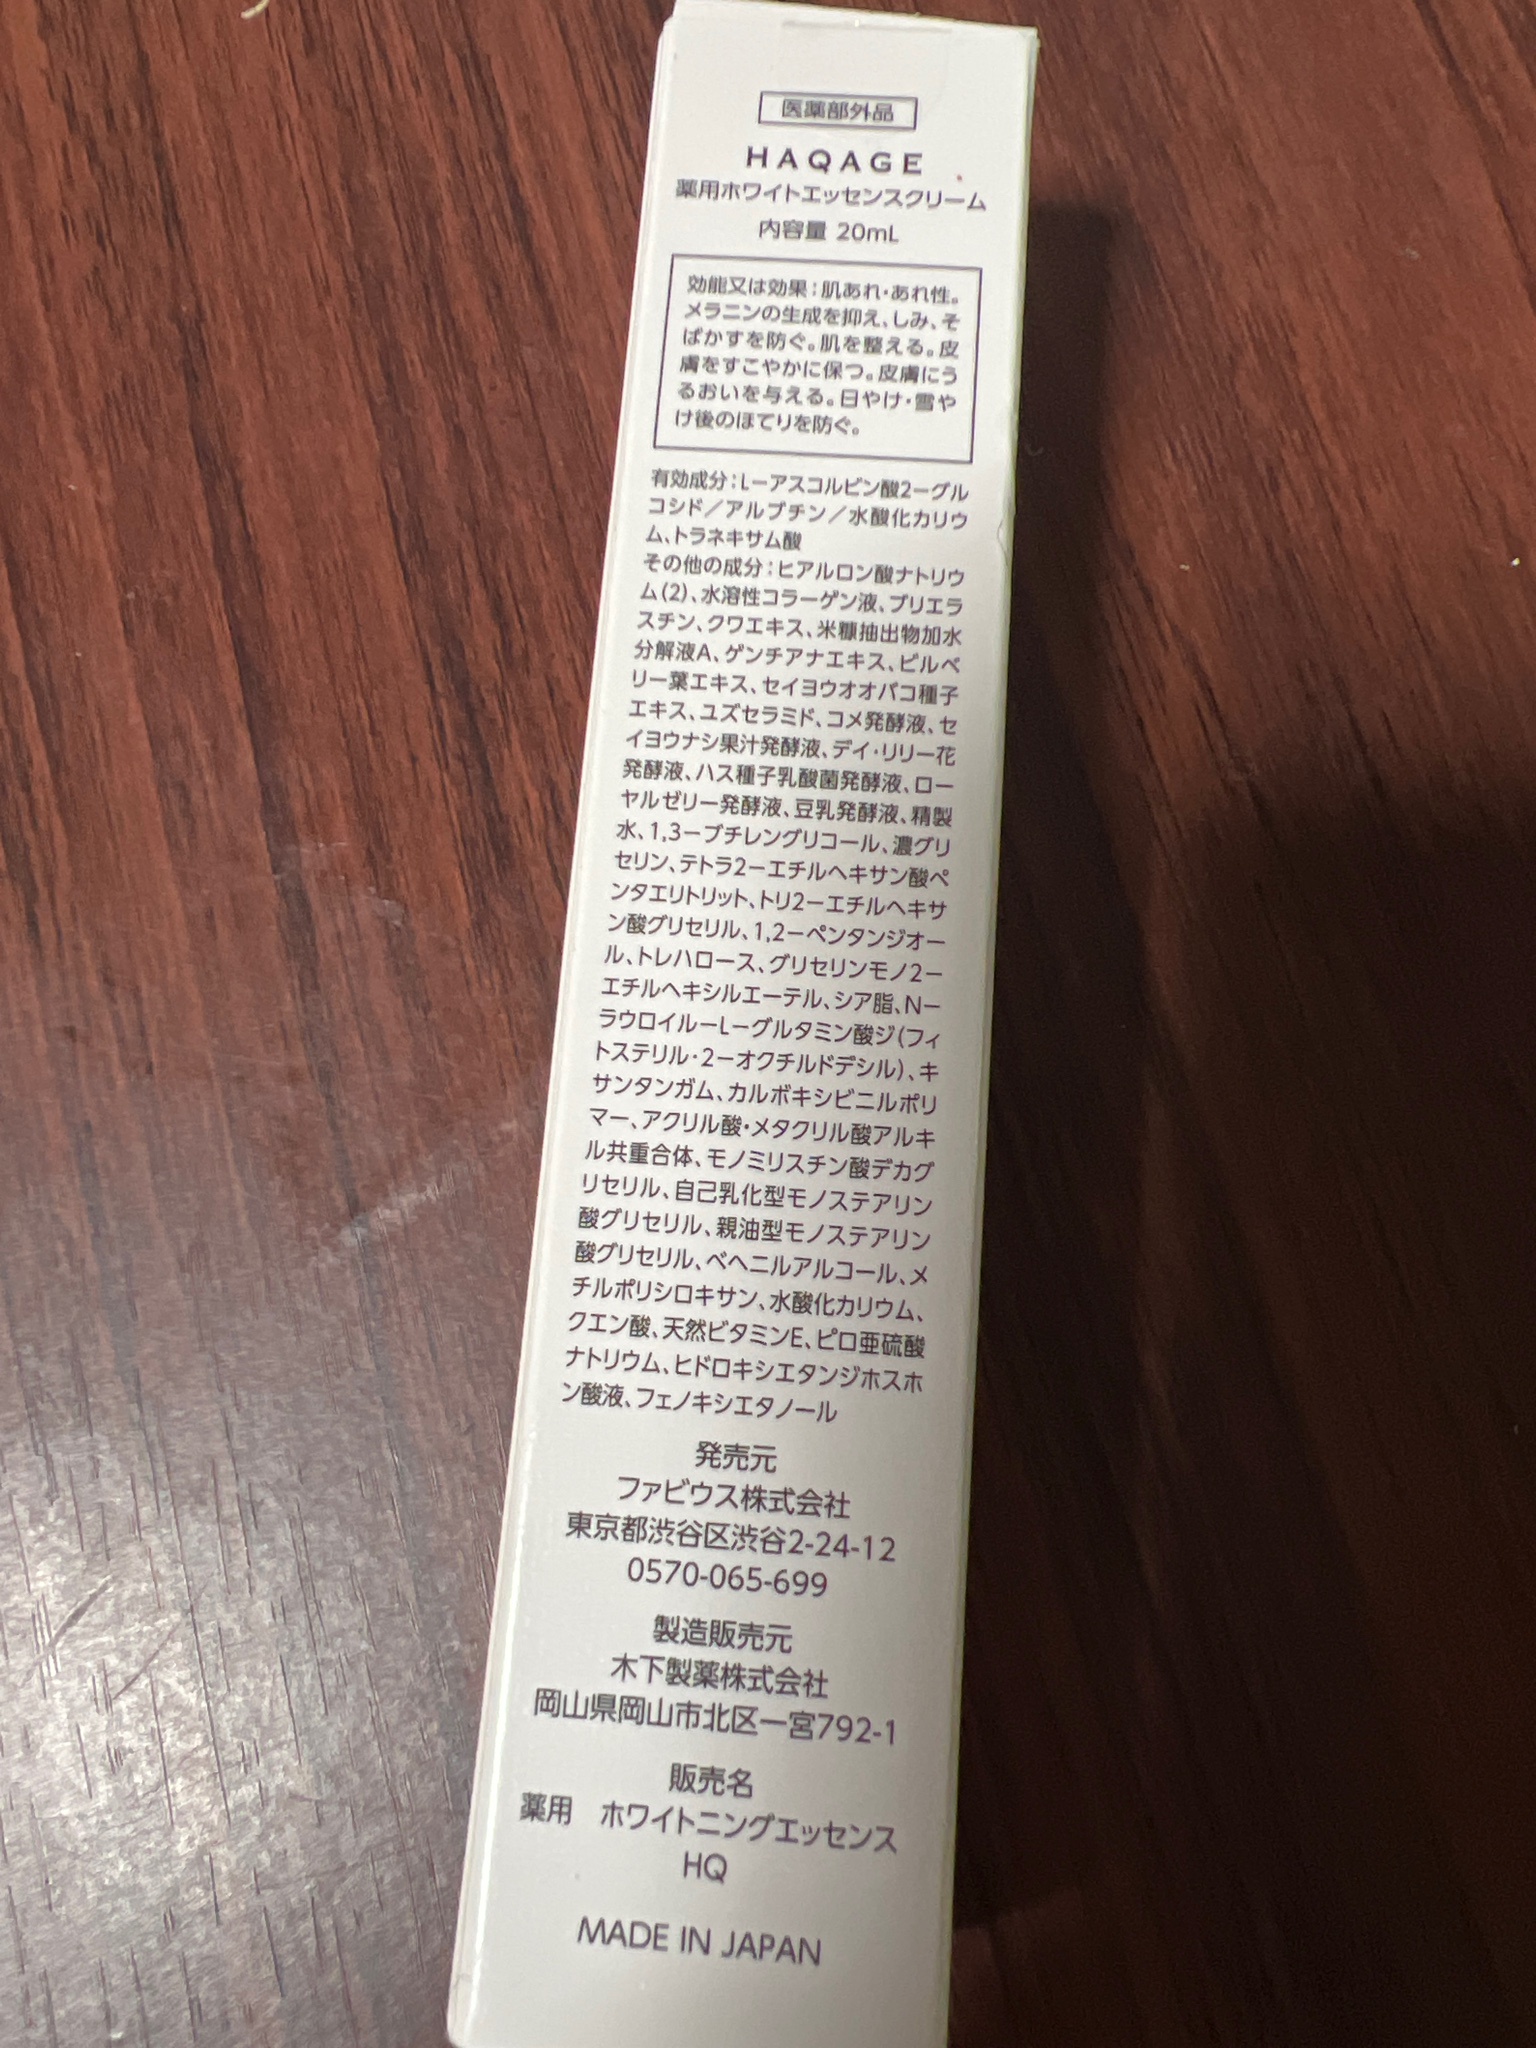 医薬部外品
HAQAGE
薬用ホワイトエッセンスクリーム
内容量 20mL
効能又は効果：肌あれ・あれ性。
メラニンの生成を抑え、しみ、そ
ばかすを防ぐ。肌を整える。皮
膚をすこやかに保つ。皮膚にう
るおいを与える。日やけ・雪や
け後のほてりを防ぐ。
有効成分：L－アスコルビン酸2－グル
コシド／アルブチン／水酸化カリウ
ム、トラネキサム酸
その他の成分：ヒアルロン酸ナトリウ
ム(2)、水溶性コラーゲン液、ブリエラ
スチン、クワエキス、米糠抽出物加水
分解液A、ゲンチアナエキス、ビルベ
リー葉エキス、セイヨウオオバコ種子
エキス、ユズセラミド、コメ発酵液、セ
イヨウナシ果汁発酵液、デイ・リリー花
発酵液、ハス種子乳酸菌発酵液、ロー
ヤルゼリー発酵液、豆乳発酵液、精製
水、1,3－ブチレングリコール、濃グリ
セリン、テトラ2－エチルヘキサン酸ペ
ンタエリトリット、トリ2－エチルヘキサ
ン酸グリセリル、1,2－ペンタンジオー
ル、トレハロース、グリセリンモノ2－
エチルヘキシルエーテル、シア脂、N－
ラウロイル－L－グルタミン酸ジ(フィ
トステリル・2－オクチルドデシル)、キ
サンタンガム、カルボキシビニルポリ
マー、アクリル酸・メタクリル酸アルキ
ル共重合体、モノミリスチン酸デカグ
リセリル、自己乳化型モノステアリン
酸グリセリル、親油型モノステアリン
酸グリセリル、ベヘニルアルコール、メ
チルポリシロキサン、水酸化カリウム、
クエン酸、天然ビタミンE、ピロ亜硫酸
ナトリウム、ヒドロキシエタンジホスホ
ン酸液、フェノキシエタノール
発売元
ファビウス株式会社
東京都渋谷区渋谷2-24-12
0570-065-699
製造販売元
木下製薬株式会社
岡山県岡山市北区一宮792-1
販売名
薬用　ホワイトニングエッセンス
HQ
MADE IN JAPAN